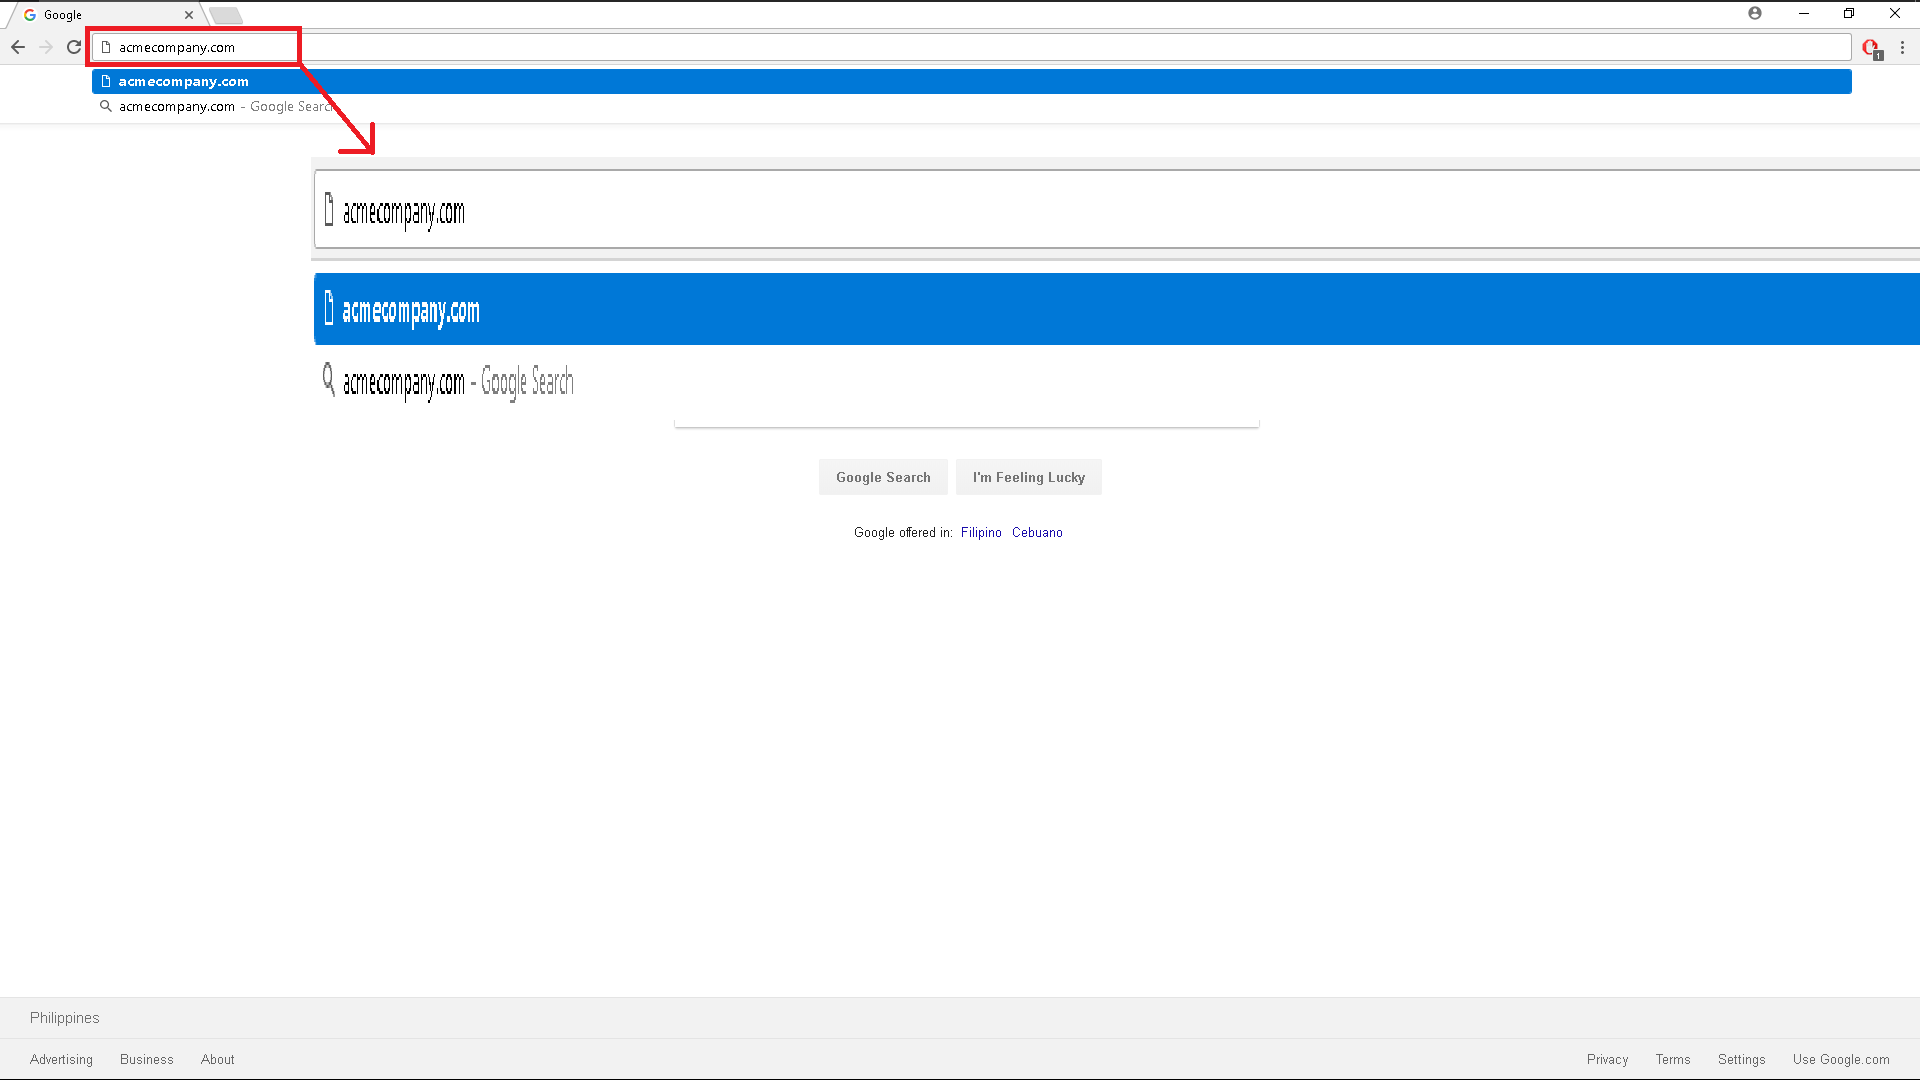 Google
acmecompany.com
1
acmecompany.com
acmecompany.com - Google Search
acmecompany.com
acmecompany.com
acmecompany.com - Google Search
Google Search I'm Feeling Lucky
Google offered in: Filipino Cebuano
Philippines
Advertising Business About Privacy Terms Settings Use Google.com